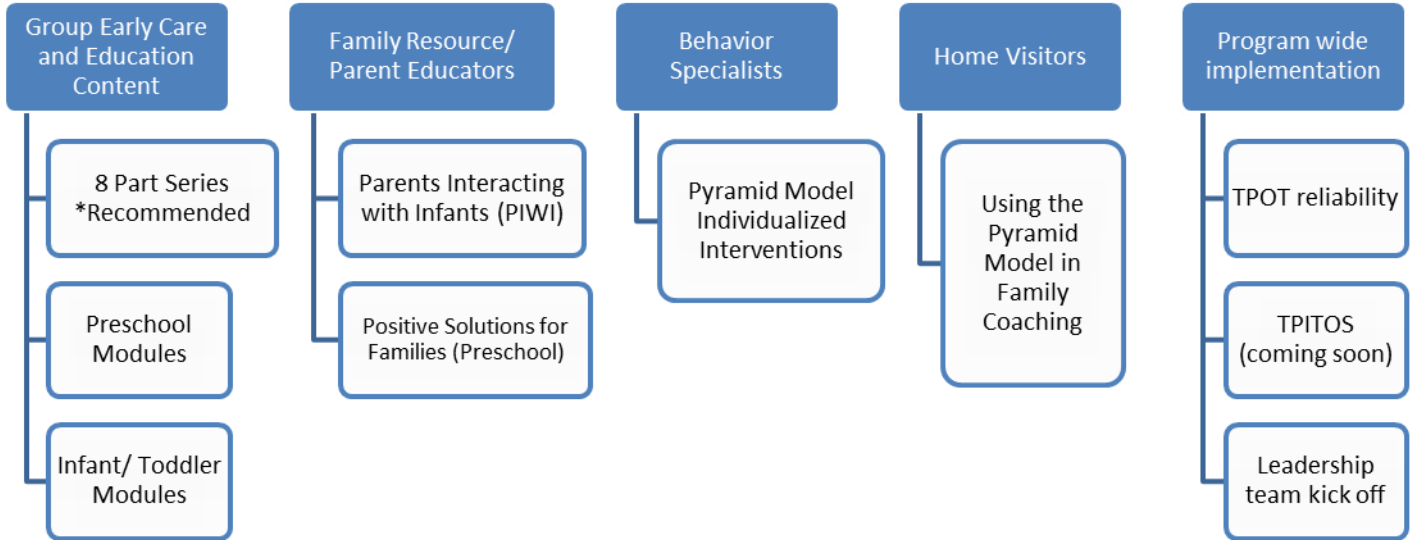 Group Early Care
and Education
Content
8 Part Series
*Recommended
Preschool
Modules
Infant/ Toddler
Modules
Family Resource/
Parent Educators
Parents Interacting
with Infants (PIWI)
Positive Solutions for
Families (Preschool)
Behavior
Specialists
Pyramid Model
Individualized
Interventions
Home Visitors
Using the
Pyramid
Model in
Family
Coaching
Program wide
implementation
TPOT reliability
TPITOS
(coming soon)
Leadership
team kick off